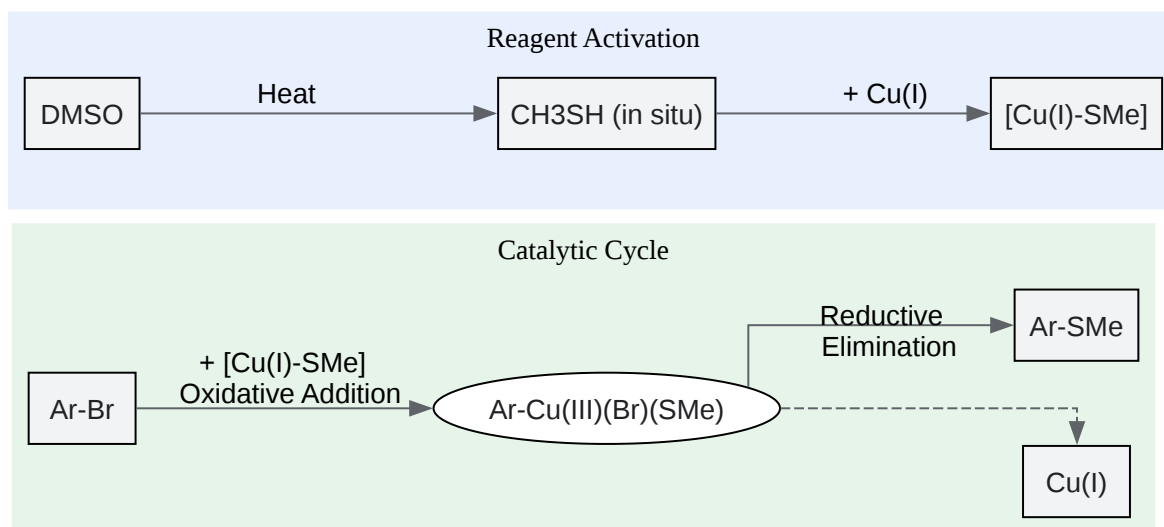 Reagent Activation
DMSO
Heat
CH3SH (in situ)
+ Cu(I)
[Cu(I)-SMe]
Catalytic Cycle
Ar-Br
+ [Cu(I)-SMe]
Oxidative Addition
Ar-Cu(III)(Br)(SMe)
Reductive
Elimination
Ar-SMe
Cu(I)